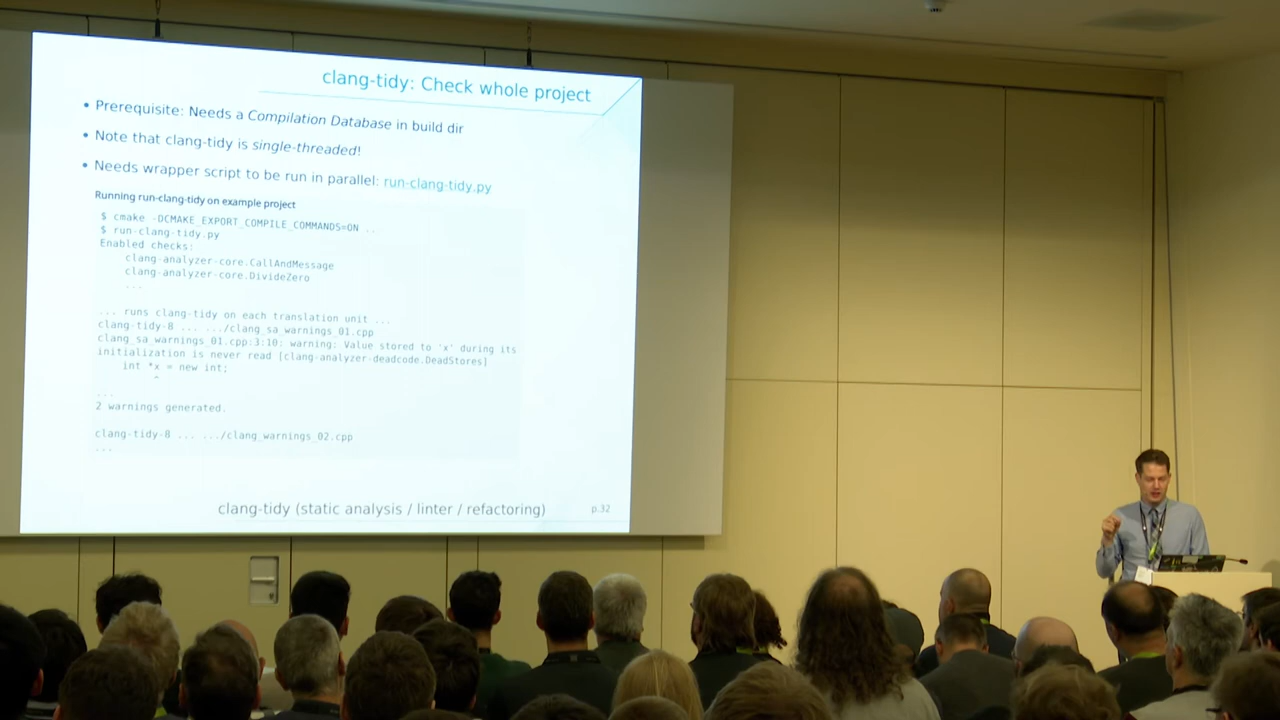 clang-tidy: Check whole project
• Prerequisite: Needs a Compilation Database in build dir
• Note that clang-tidy is single-threaded!
• Needs wrapper script to be run in parallel: run-clang-tidy.py
Running run-clang-tidy on example project
$ cmake -DCMAKE_EXPORT_COMPILE_COMMANDS=ON ..
$ run-clang-tidy.py
Enabled checks:
    clang-analyzer-core.CallAndMessage
    clang-analyzer-core.DivideZero
    ...
... runs clang-tidy on each translation unit ...
clang-tidy-8 ... .../clang_sa_warnings_01.cpp
clang_sa_warnings_01.cpp:3:10: warning: Value stored to 'x' during its
initialization is never read [clang-analyzer-deadcode.DeadStores]
    int *x = new int;
         ^
...
2 warnings generated.
clang-tidy-8 ... .../clang_warnings_02.cpp
...
clang-tidy (static analysis / linter / refactoring)
p.32